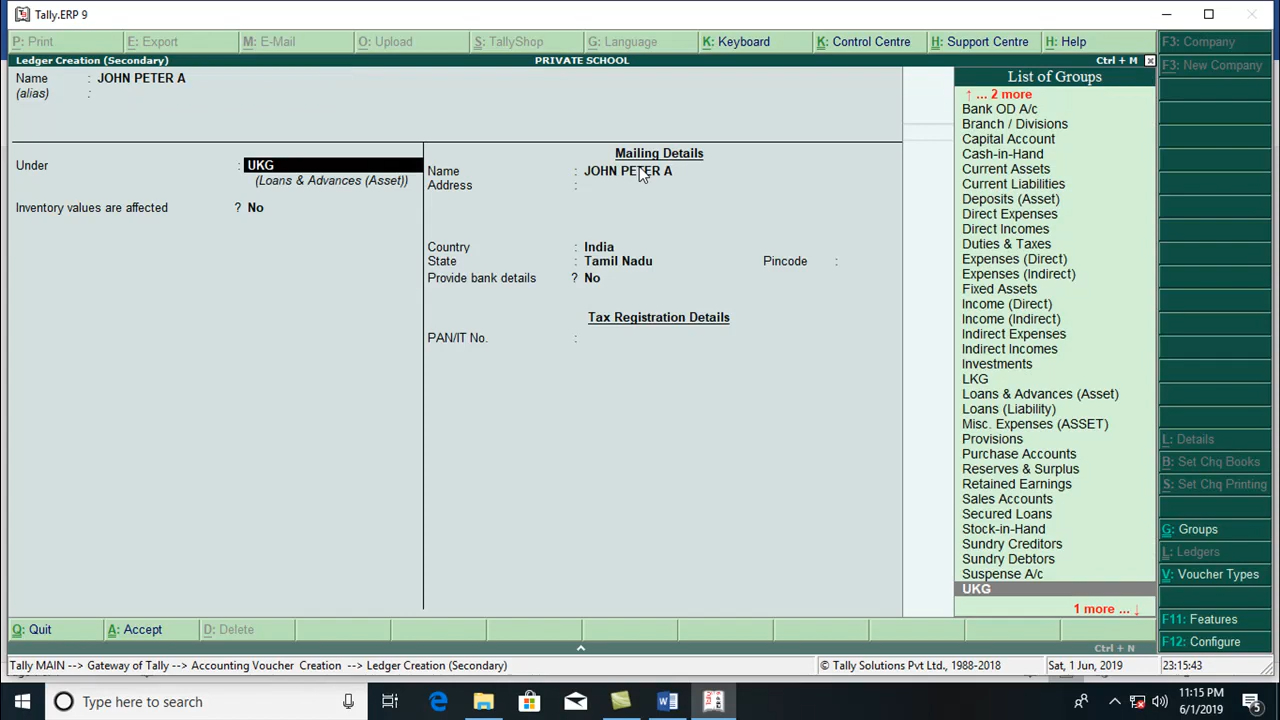 Tally.ERP 9
P: Print
E: Export
M: E-Mail
O: Upload
S: TallyShop
G: Language
K: Keyboard
K: Control Centre
H: Support Centre
H: Help
F3: Company
F3: New Company
Ledger Creation (Secondary)
PRIVATE SCHOOL
Ctrl + M
Name : JOHN PETER A
(alias) :
Under : UKG
(Loans & Advances (Asset))
Inventory values are affected ? No
Mailing Details
Name : JOHN PETER A
Address :
Country : India
State : Tamil Nadu
Pincode :
Provide bank details ? No
Tax Registration Details
PAN/IT No. :
List of Groups
↑ ... 2 more
Bank OD A/c
Branch / Divisions
Capital Account
Cash-in-Hand
Current Assets
Current Liabilities
Deposits (Asset)
Direct Expenses
Direct Incomes
Duties & Taxes
Expenses (Direct)
Expenses (Indirect)
Fixed Assets
Income (Direct)
Income (Indirect)
Indirect Expenses
Indirect Incomes
Investments
LKG
Loans & Advances (Asset)
Loans (Liability)
Misc. Expenses (ASSET)
Provisions
Purchase Accounts
Reserves & Surplus
Retained Earnings
Sales Accounts
Secured Loans
Stock-in-Hand
Sundry Creditors
Sundry Debtors
Suspense A/c
UKG
1 more ... ↓
L: Details
B: Set Chq Books
S: Set Chq Printing
G: Groups
L: Ledgers
V: Voucher Types
F11: Features
F12: Configure
Q: Quit
A: Accept
D: Delete
Ctrl + N
Tally MAIN --> Gateway of Tally --> Accounting Voucher Creation --> Ledger Creation (Secondary)
© Tally Solutions Pvt Ltd., 1988-2018
Sat, 1 Jun, 2019
23:15:43
Type here to search
11:15 PM
6/1/2019
5